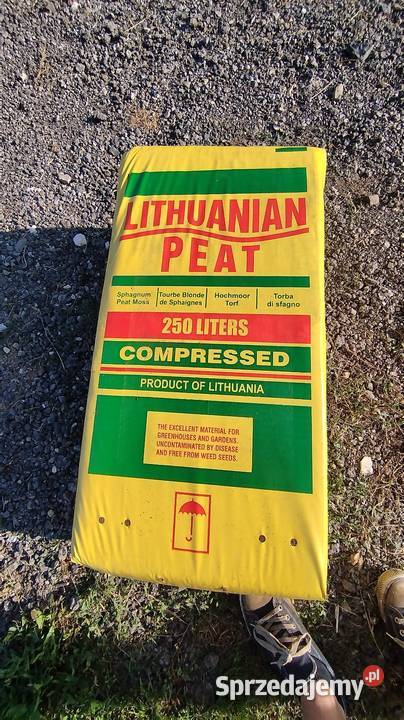 LITHUANIAN
PEAT
Sphagnum
Peat Moss
Tourbe Blonde
de Sphaignes
Hochmoor
Torf
Torba
di sfagno
250 LITERS
COMPRESSED
PRODUCT OF LITHUANIA
THE EXCELLENT MATERIAL FOR
GREENHOUSES AND GARDENS.
UNCONTAMINATED BY DISEASE
AND FREE FROM WEED SEEDS.
Sprzedajemy.pl